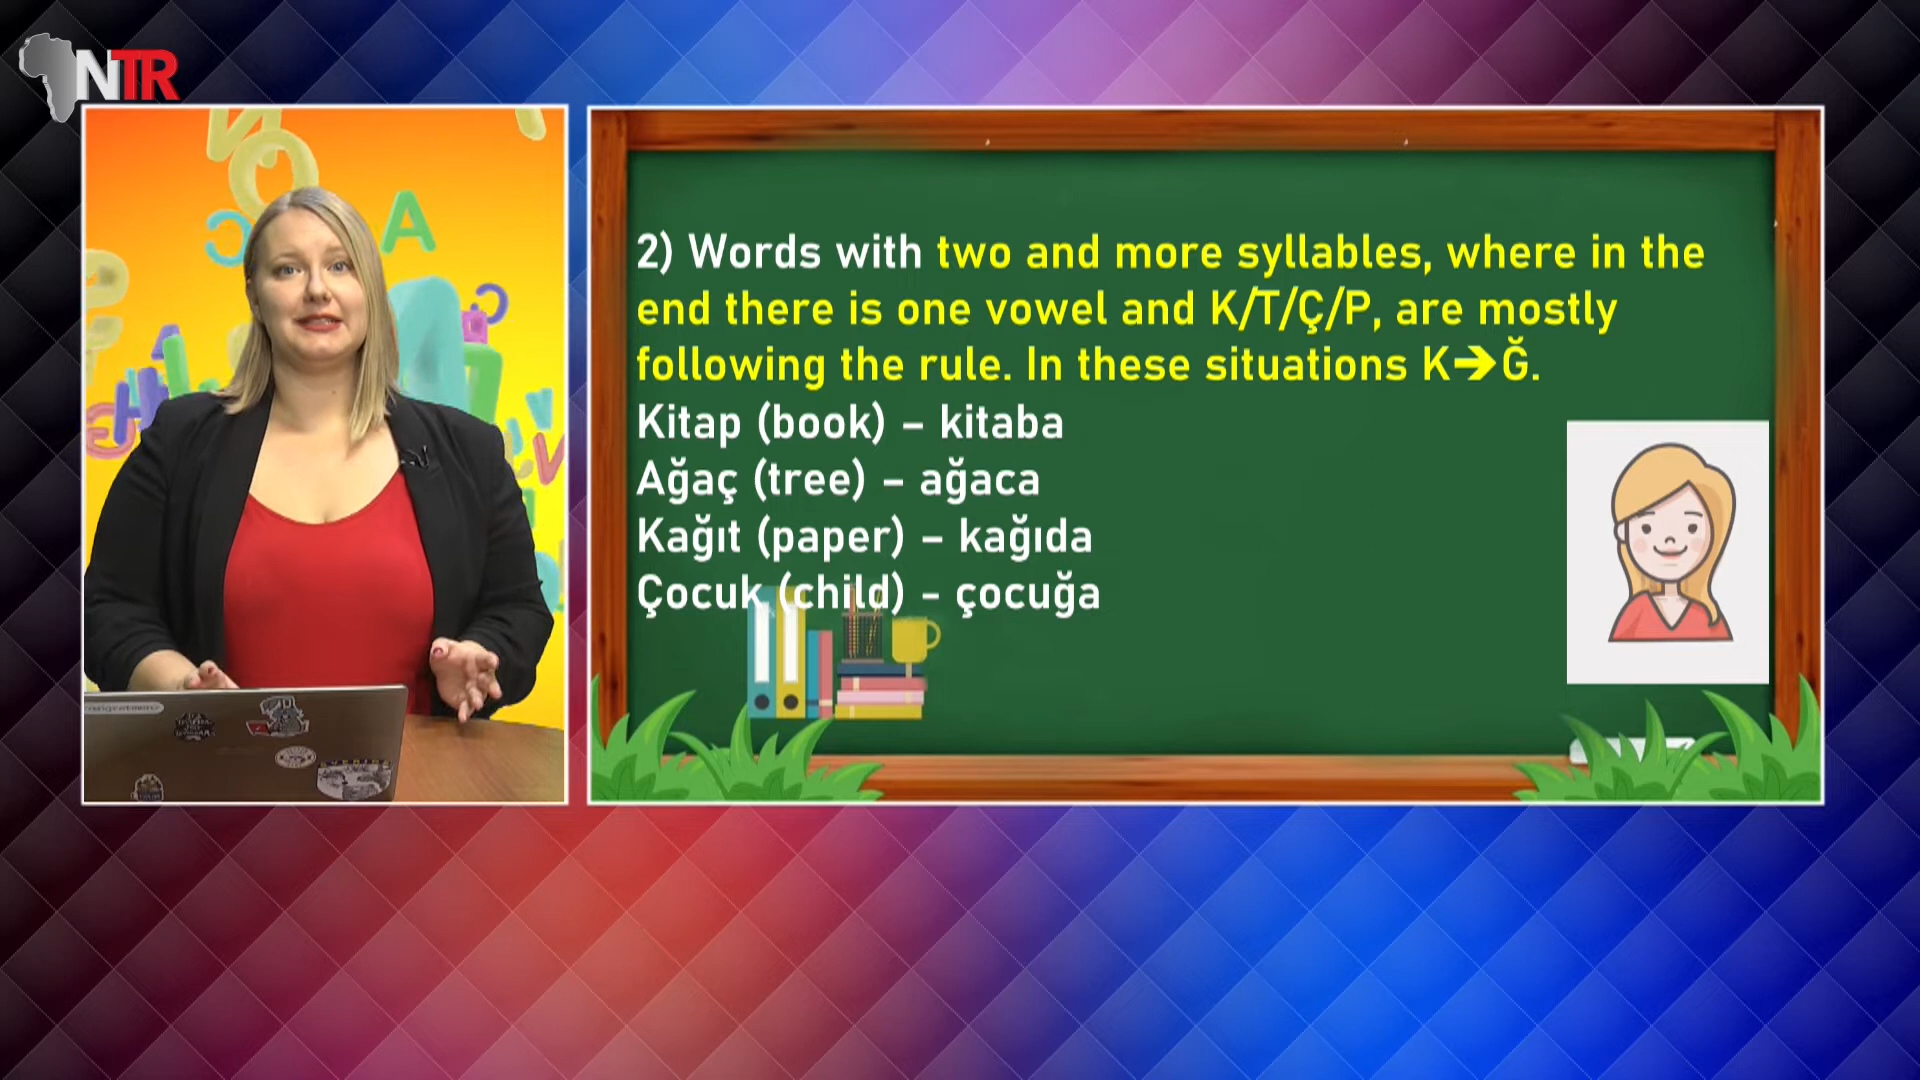 NTR
2) Words with two and more syllables, where in the
end there is one vowel and K/T/Ç/P, are mostly
following the rule. In these situations K➔Ğ.
Kitap (book) – kitaba
Ağaç (tree) – ağaca
Kağıt (paper) – kağıda
Çocuk (child) - çocuğa